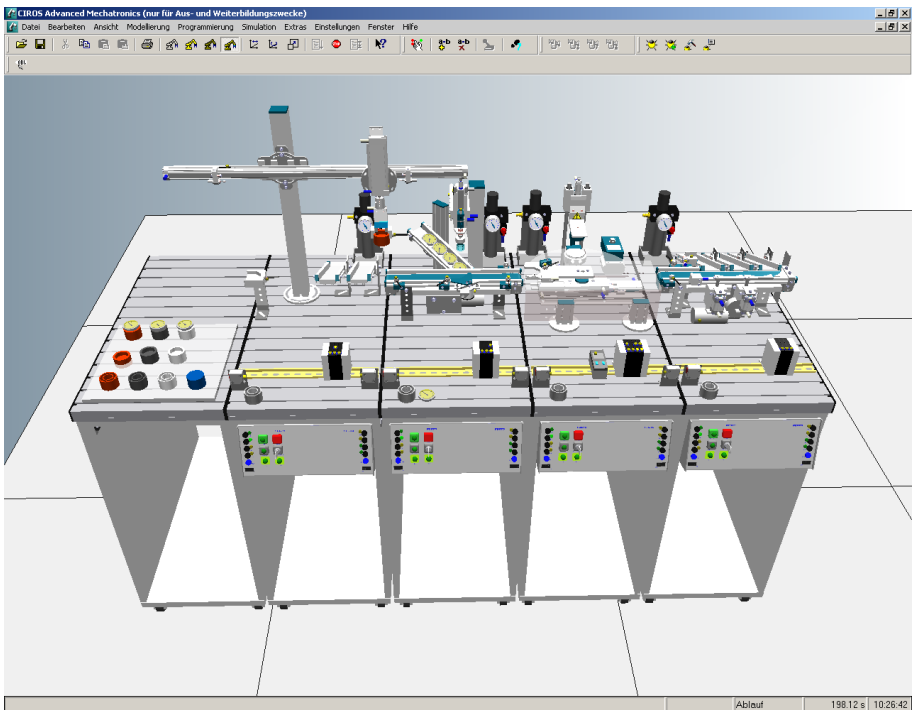 CIROS Advanced Mechatronics (nur für Aus- und Weiterbildungszwecke)
Datei Bearbeiten Ansicht Modellierung Programmierung Simulation Extras Einstellungen Fenster Hilfe
Ablauf 198.12 s 10:26:42